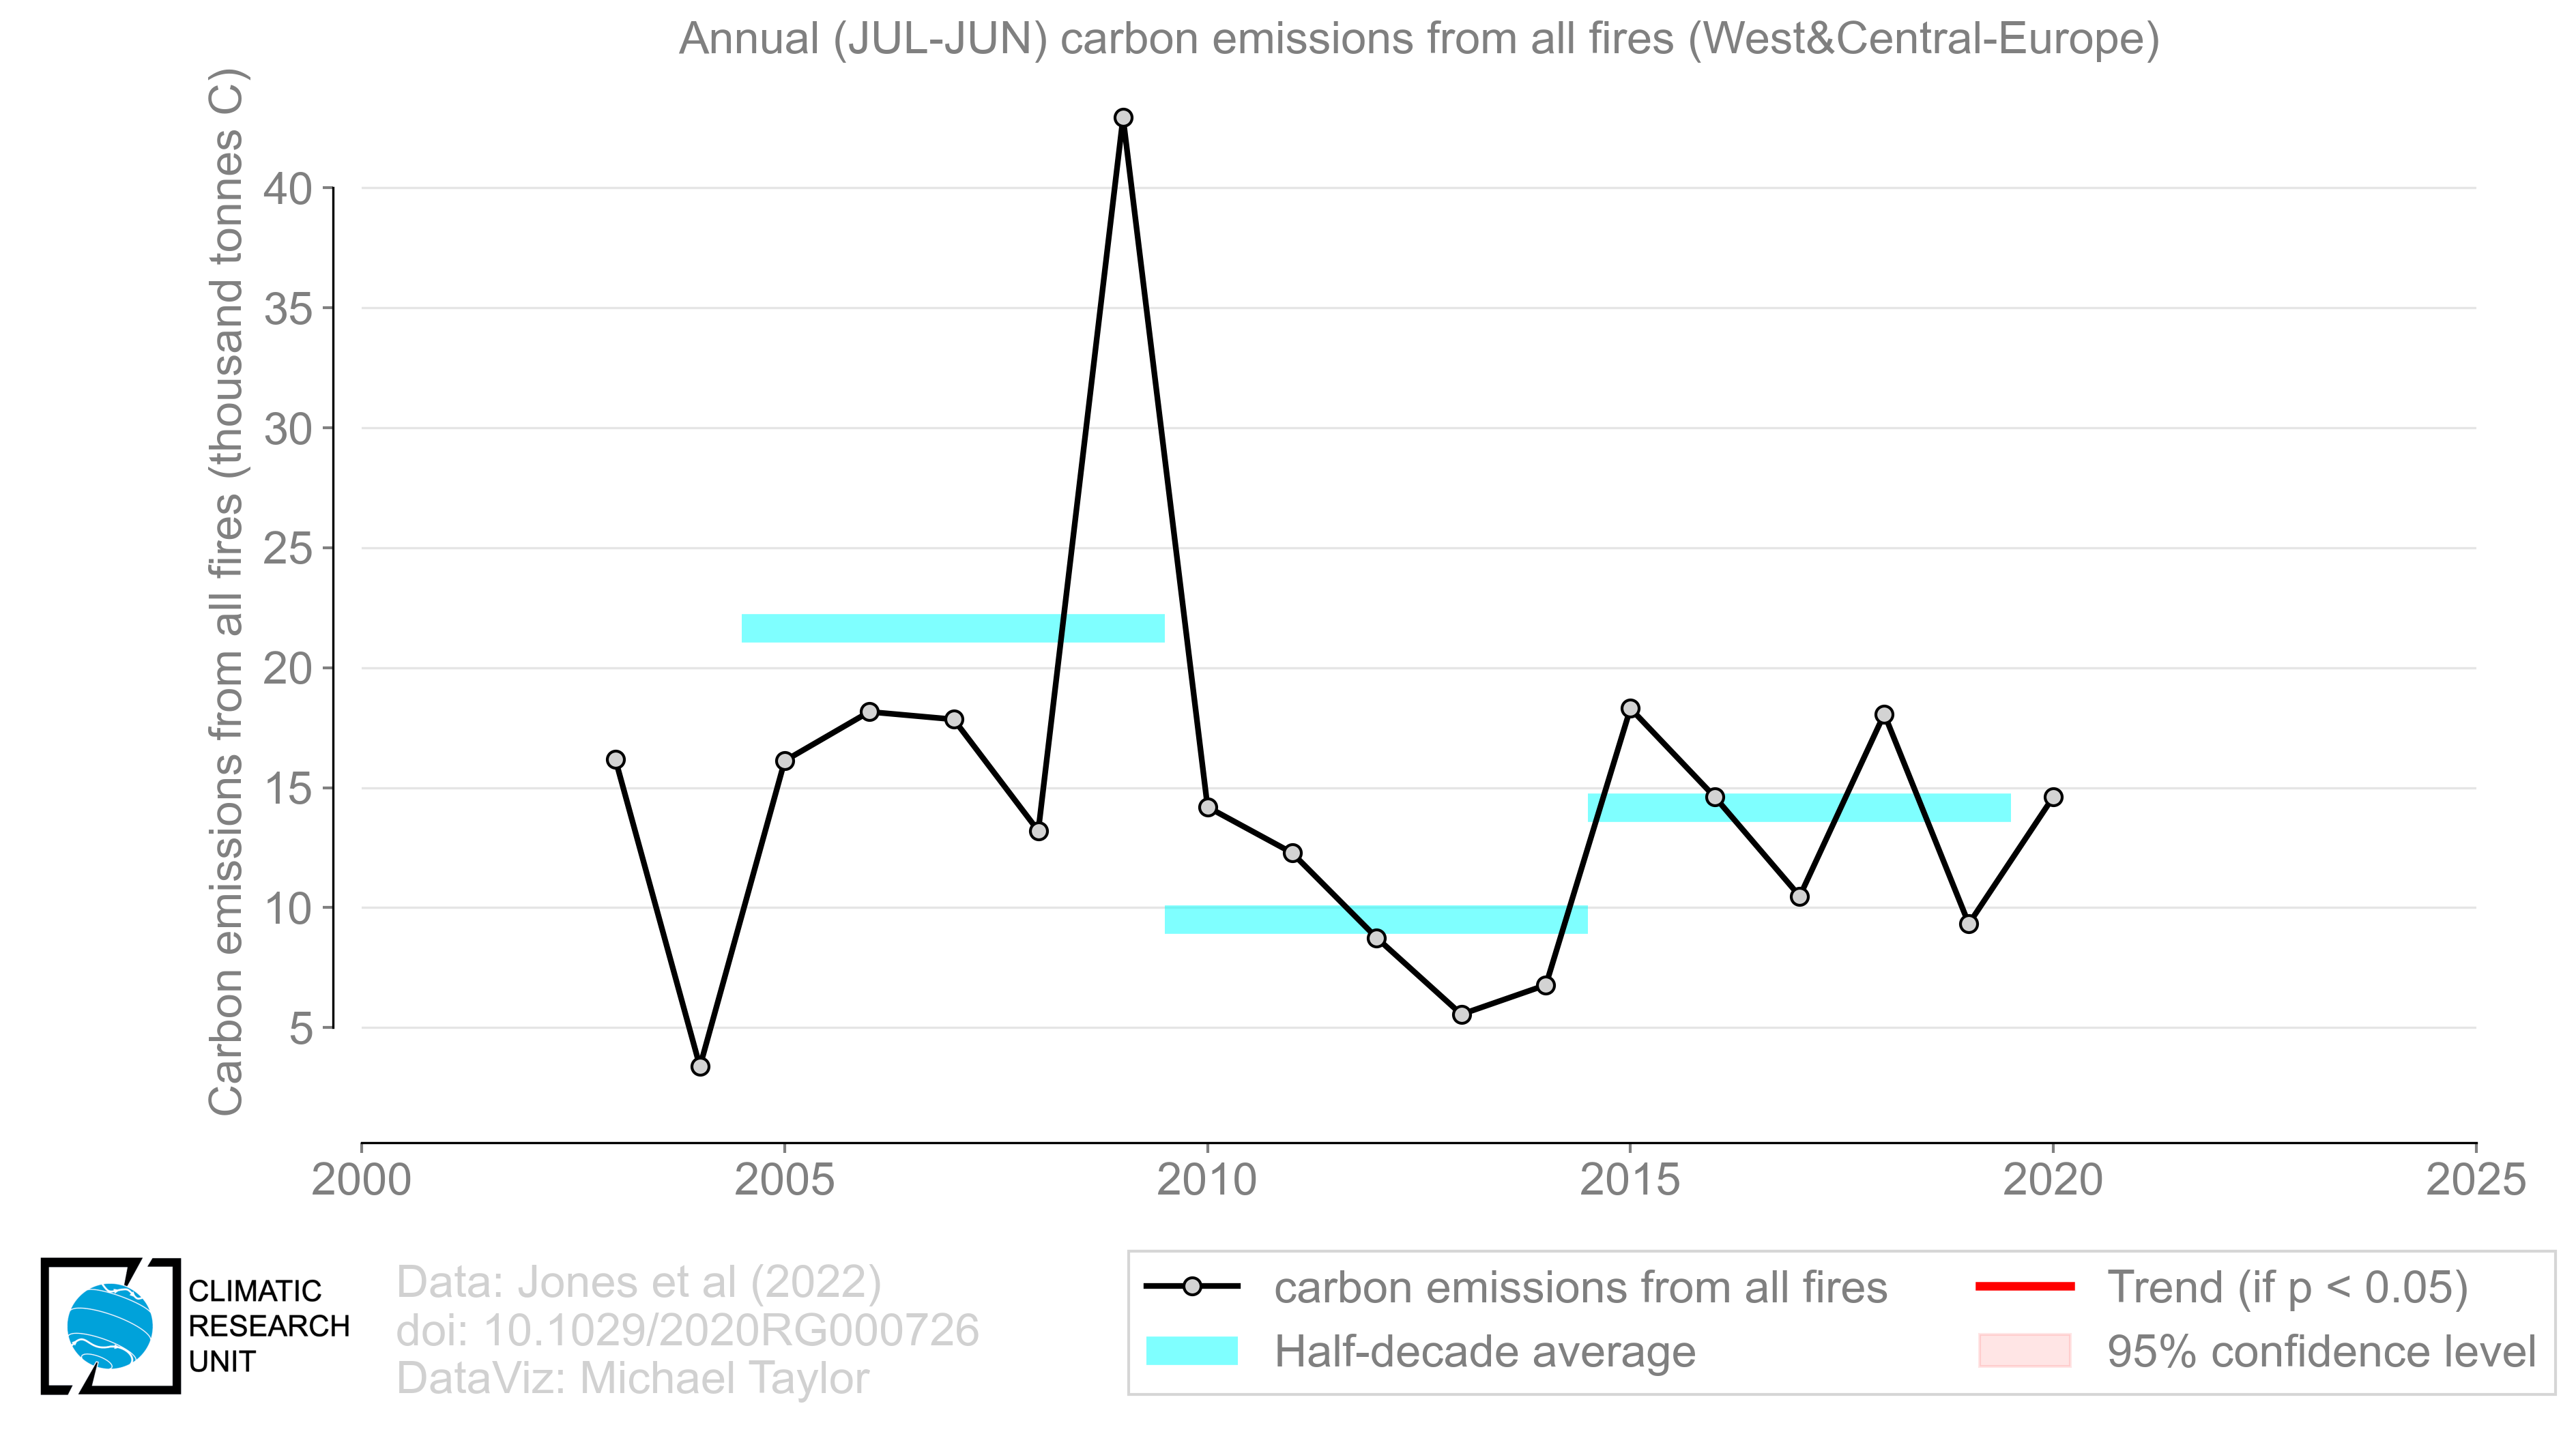 Annual (JUL-JUN) carbon emissions from all fires (West&Central-Europe)
Carbon emissions from all fires (thousand tonnes C)
40
35
30
25
20
15
10
5
2000 2005 2010 2015 2020 2025
CLIMATIC
RESEARCH
UNIT
Data: Jones et al (2022)
doi: 10.1029/2020RG000726
DataViz: Michael Taylor
carbon emissions from all fires
Half-decade average
Trend (if p < 0.05)
95% confidence level